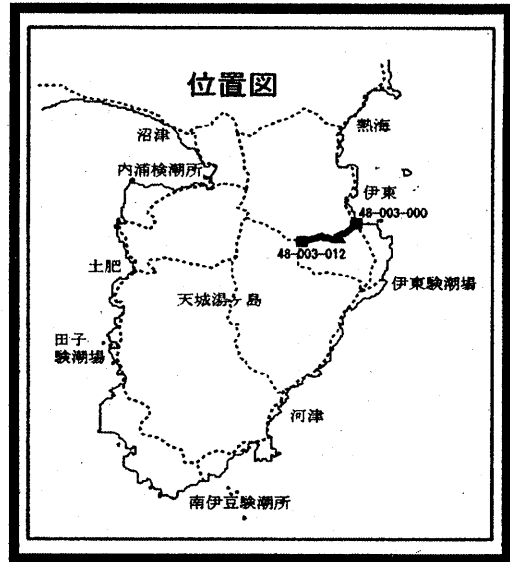 位置図
沼津
熱海
内浦検潮所
伊東
48-003-000
48-003-012
土肥
伊東験潮場
天城湯ヶ島
田子
験潮場
河津
南伊豆験潮所